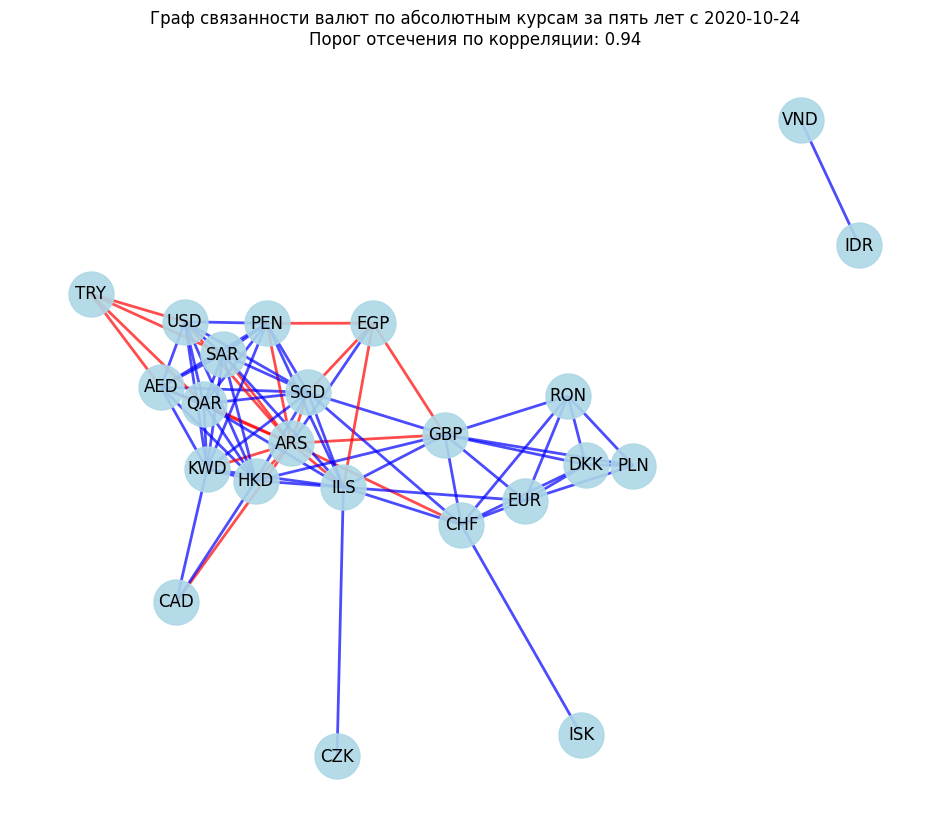 Граф связанности валют по абсолютным курсам за пять лет с 2020-10-24
Порог отсечения по корреляции: 0.94
VND
IDR
TRY
USD
PEN
EGP
SAR
AED
QAR
SGD
RON
ARS
GBP
KWD
HKD
ILS
DKK
PLN
EUR
CHF
CAD
CZK
ISK